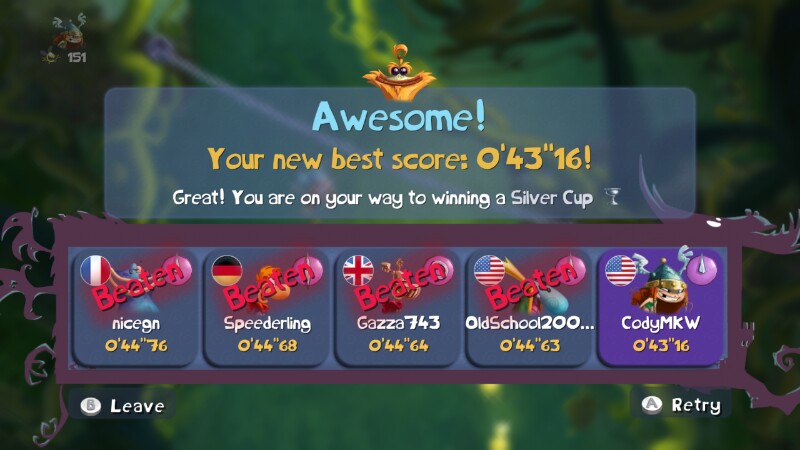 151
Awesome!
Your new best score: 0'43"16!
Great! You are on your way to winning a Silver Cup
Beaten Beaten Beaten Beaten
nicegn Speederling Gazza743 OldSchool200... CodyMKW
0'44"76 0'44"68 0'44"64 0'44"63 0'43"16
B Leave A Retry